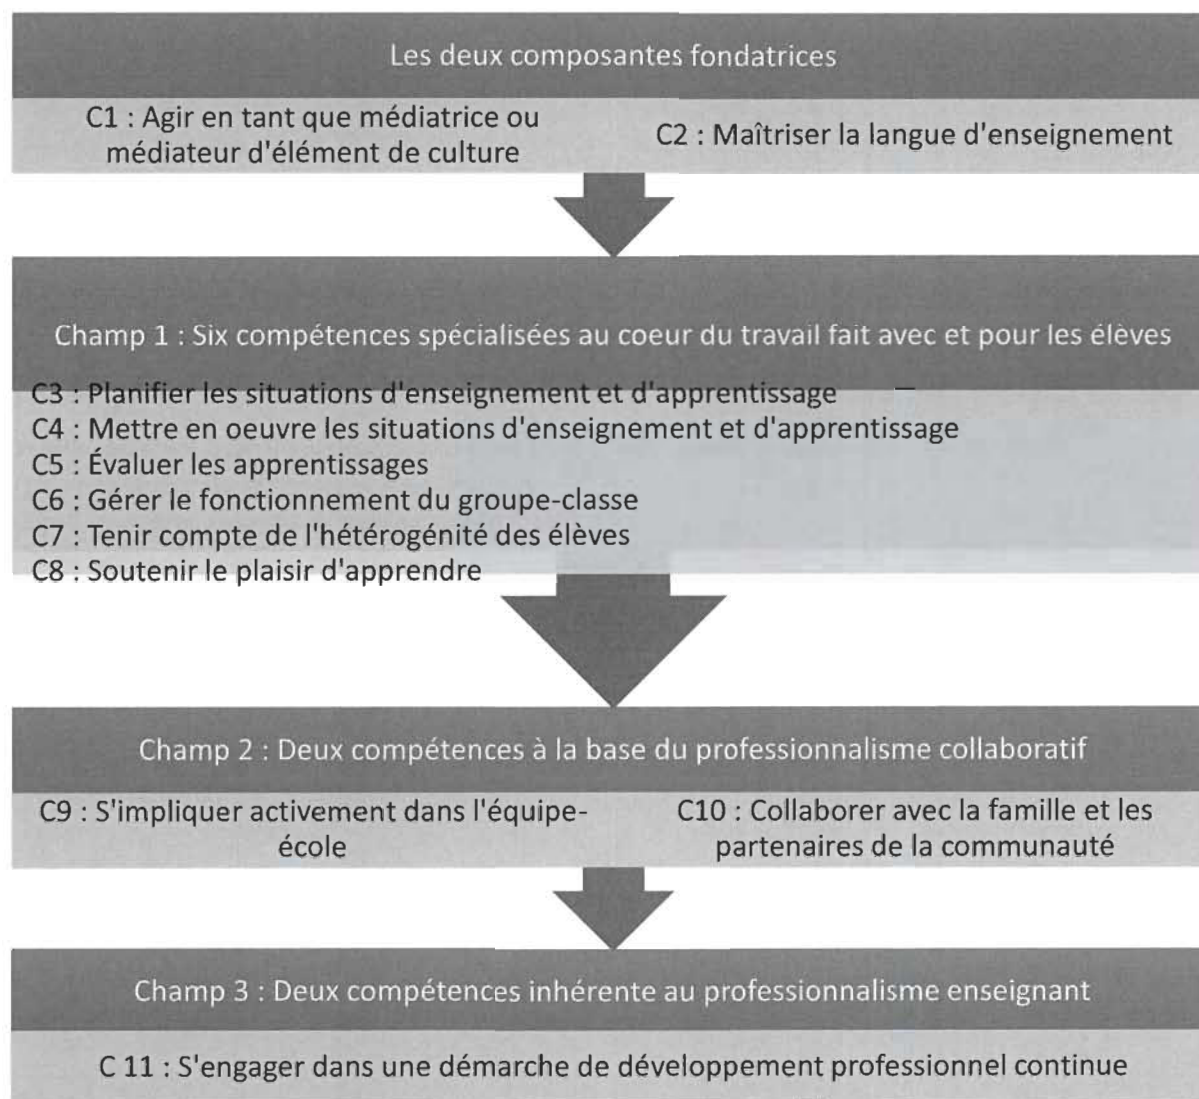 Les deux composantes fondatrices
C1 : Agir en tant que médiatrice ou
médiateur d'élément de culture
C2 : Maîtriser la langue d'enseignement
Champ 1 : Six compétences spécialisées au coeur du travail fait avec et pour les élèves
C3 : Planifier les situations d'enseignement et d'apprentissage
C4 : Mettre en oeuvre les situations d'enseignement et d'apprentissage
C5 : Évaluer les apprentissages
C6 : Gérer le fonctionnement du groupe-classe
C7 : Tenir compte de l'hétérogénité des élèves
C8 : Soutenir le plaisir d'apprendre
Champ 2 : Deux compétences à la base du professionnalisme collaboratif
C9 : S'impliquer activement dans l'équipe-
école
C10 : Collaborer avec la famille et les
partenaires de la communauté
Champ 3 : Deux compétences inhérente au professionnalisme enseignant
C 11 : S'engager dans une démarche de développement professionnel continue